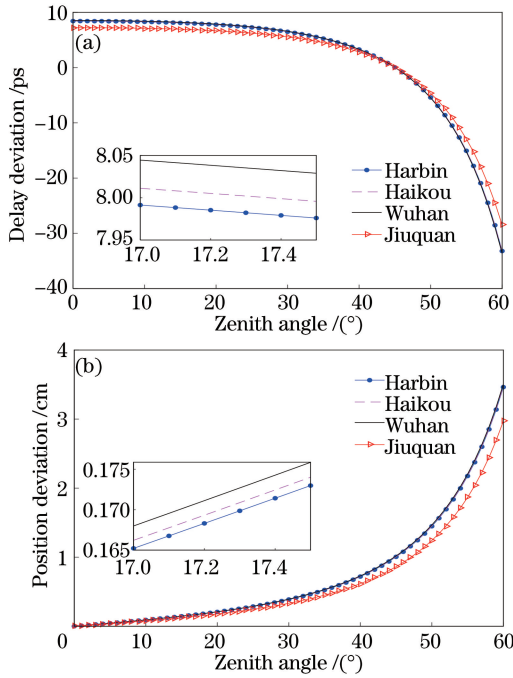 10
(a)
0
Delay deviation /ps
8.05
8.00
7.95
17.0 17.2 17.4
Harbin
Haikou
Wuhan
Jiuquan
−10
−20
−30
−40
0 10 20 30 40 50 60
Zenith angle /(°)
4
(b)
Position deviation /cm
3
2
1
Harbin
Haikou
Wuhan
Jiuquan
0.175
0.170
0.165
17.0 17.2 17.4
0 10 20 30 40 50 60
Zenith angle /(°)